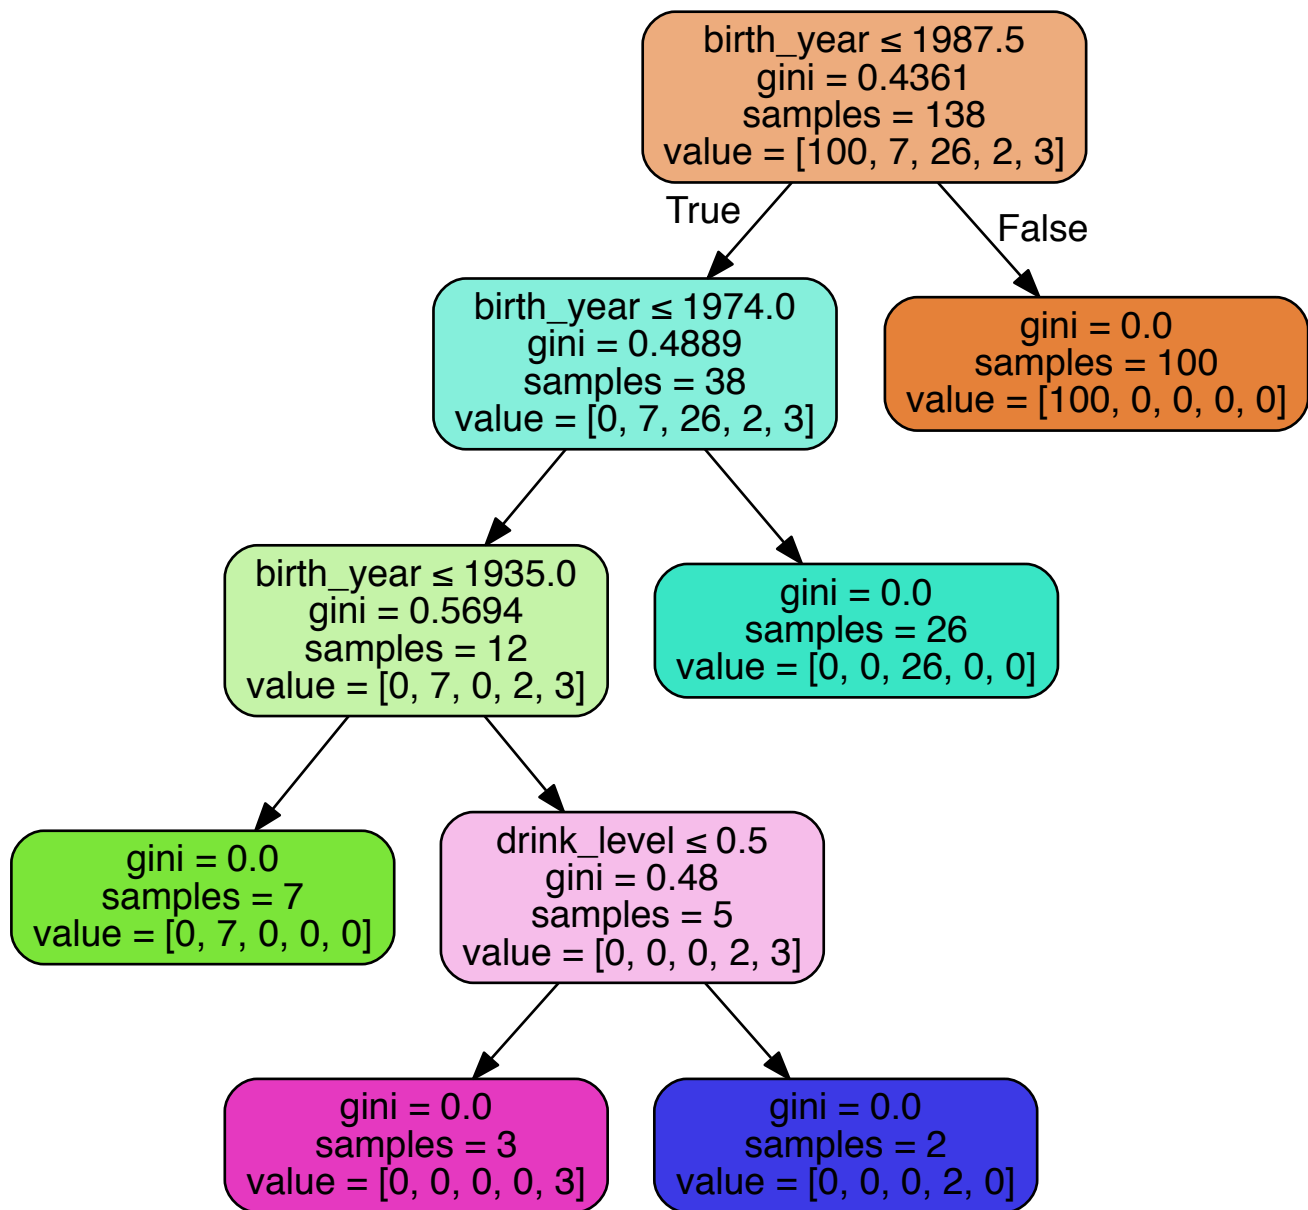 birth_year ≤ 1987.5
gini = 0.4361
samples = 138
value = [100, 7, 26, 2, 3]
True
False
birth_year ≤ 1974.0
gini = 0.4889
samples = 38
value = [0, 7, 26, 2, 3]
gini = 0.0
samples = 100
value = [100, 0, 0, 0, 0]
birth_year ≤ 1935.0
gini = 0.5694
samples = 12
value = [0, 7, 0, 2, 3]
gini = 0.0
samples = 26
value = [0, 0, 26, 0, 0]
gini = 0.0
samples = 7
value = [0, 7, 0, 0, 0]
drink_level ≤ 0.5
gini = 0.48
samples = 5
value = [0, 0, 0, 2, 3]
gini = 0.0
samples = 3
value = [0, 0, 0, 0, 3]
gini = 0.0
samples = 2
value = [0, 0, 0, 2, 0]